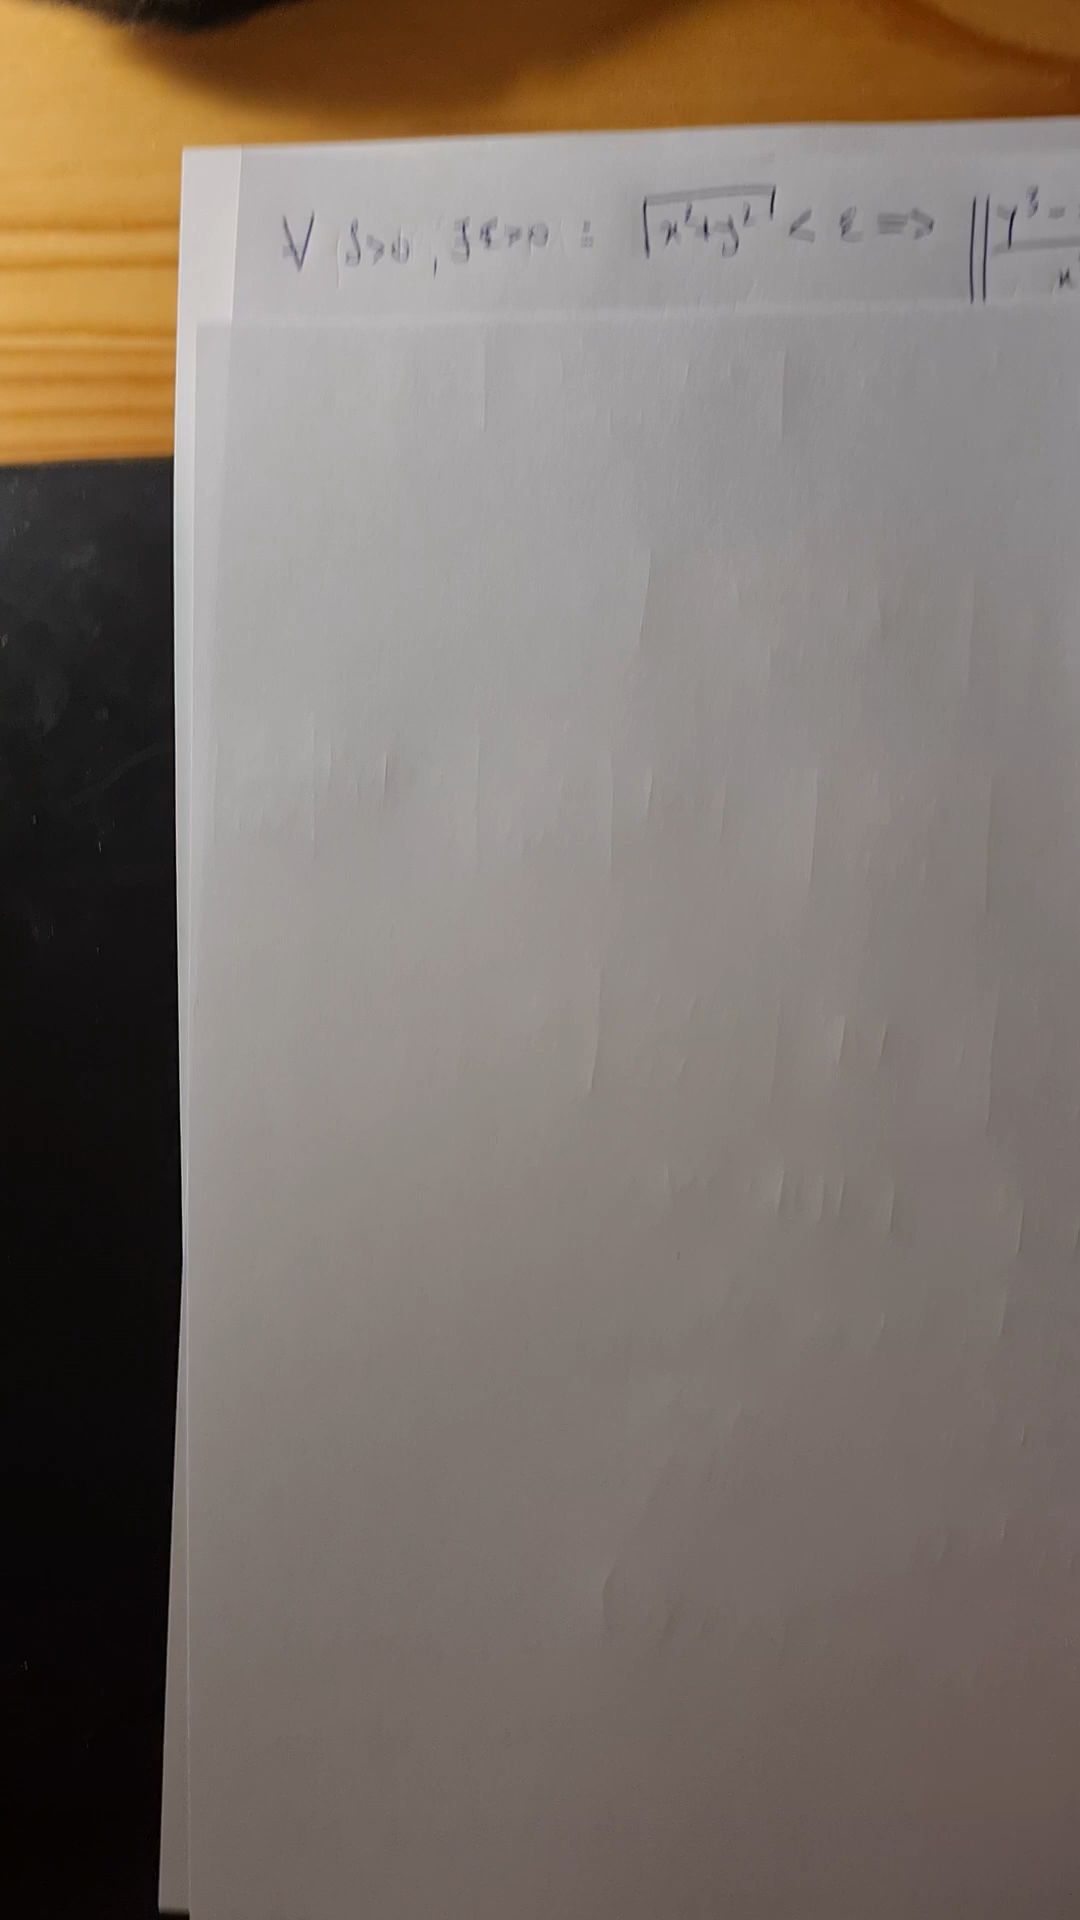 ∀ δ>0, ∃ε>0 : √(x²+y²) < ε => || y³ - / x